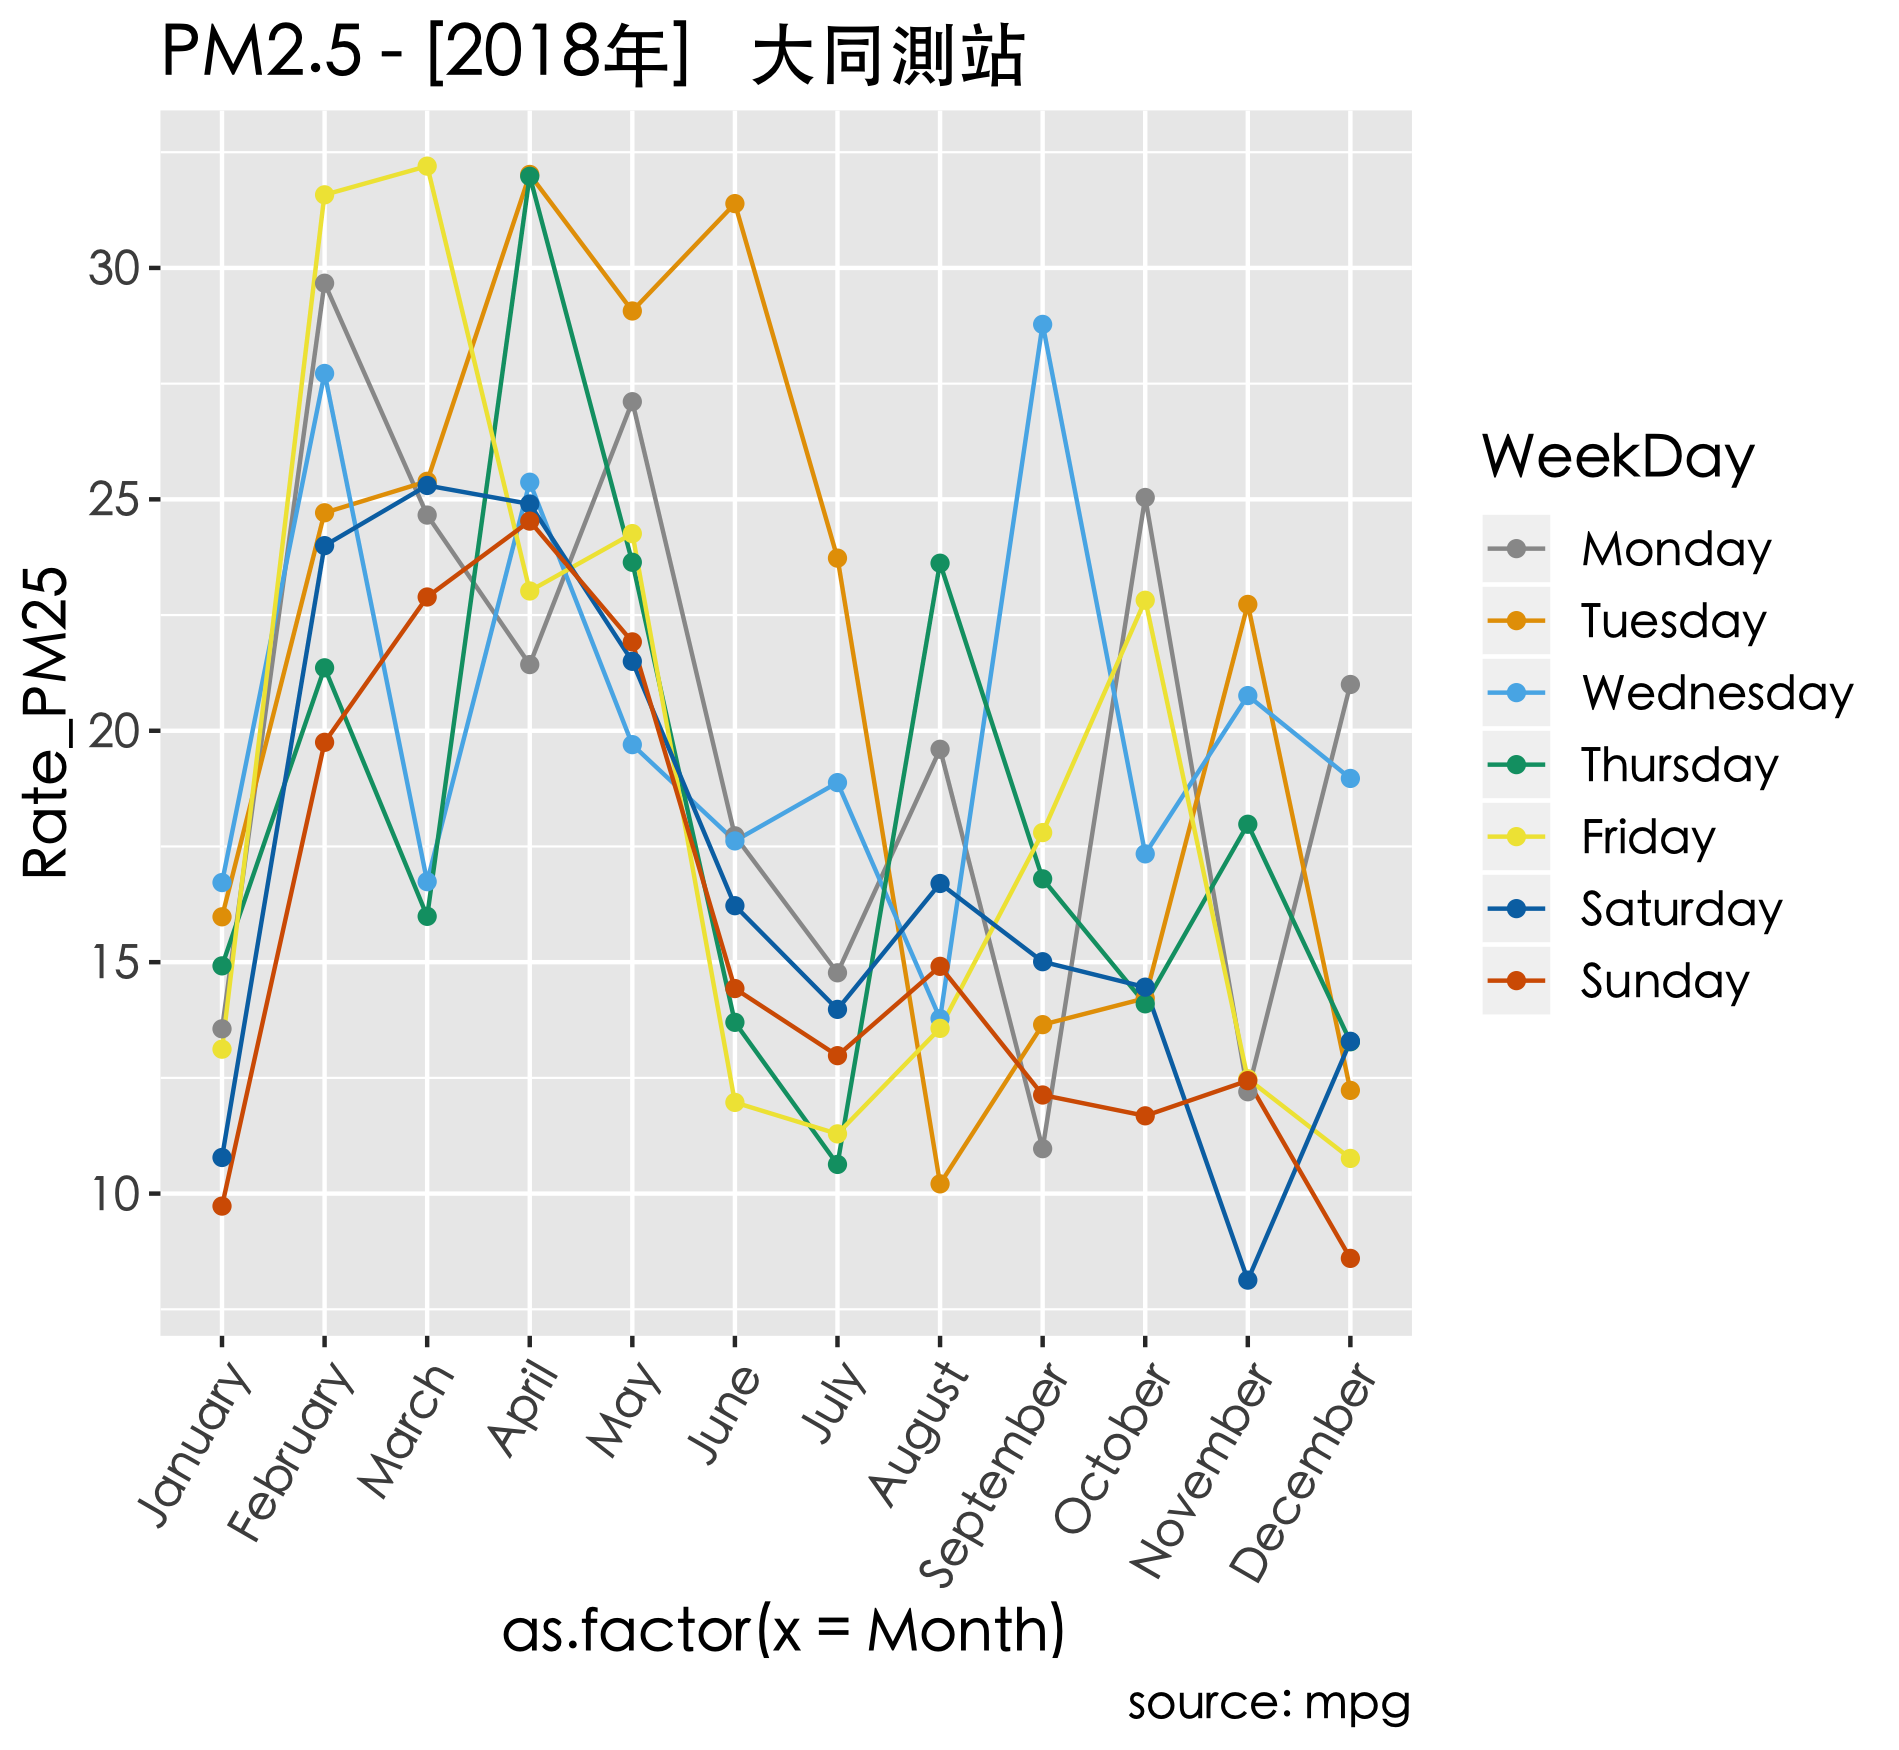 PM2.5 - [2018年] 大同測站
Rate_PM25
30
25
20
15
10
January
February
March
April
May
June
July
August
September
October
November
December
as.factor(x = Month)
WeekDay
Monday
Tuesday
Wednesday
Thursday
Friday
Saturday
Sunday
source: mpg